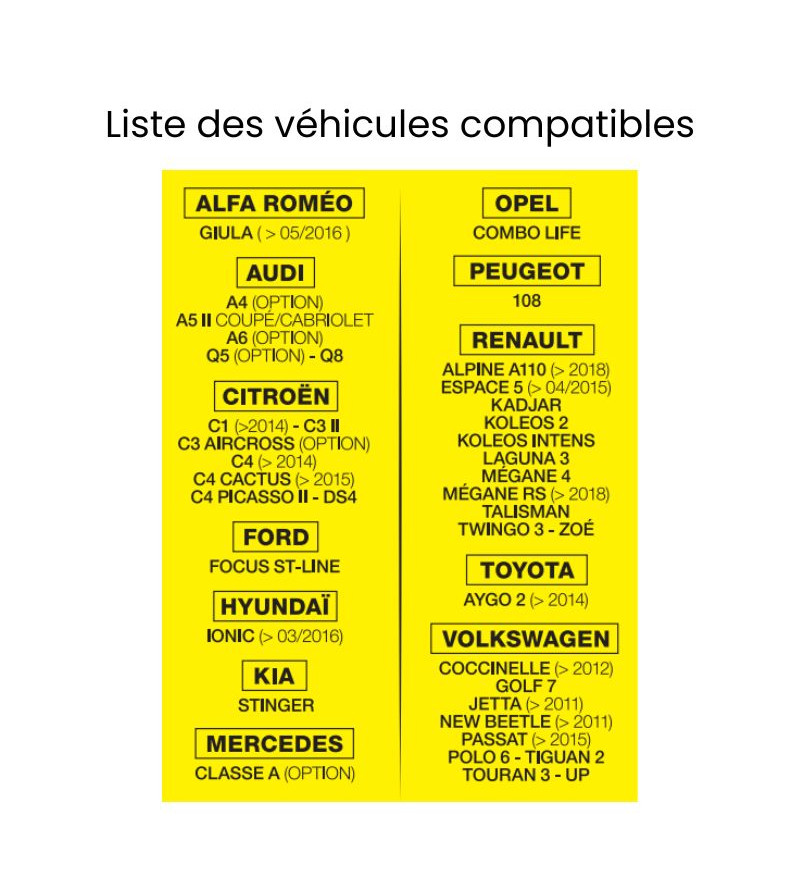 Liste des véhicules compatibles
ALFA ROMÉO
GIULA ( > 05/2016 )
AUDI
A4 (OPTION)
A5 II COUPÉ/CABRIOLET
A6 (OPTION)
Q5 (OPTION) - Q8
CITROËN
C1 (>2014) - C3 II
C3 AIRCROSS (OPTION)
C4 (> 2014)
C4 CACTUS (> 2015)
C4 PICASSO II - DS4
FORD
FOCUS ST-LINE
HYUNDAÏ
IONIC (> 03/2016)
KIA
STINGER
MERCEDES
CLASSE A (OPTION)
OPEL
COMBO LIFE
PEUGEOT
108
RENAULT
ALPINE A110 (> 2018)
ESPACE 5 (> 04/2015)
KADJAR
KOLEOS 2
KOLEOS INTENS
LAGUNA 3
MÉGANE 4
MÉGANE RS (> 2018)
TALISMAN
TWINGO 3 - ZOÉ
TOYOTA
AYGO 2 (> 2014)
VOLKSWAGEN
COCCINELLE (> 2012)
GOLF 7
JETTA (> 2011)
NEW BEETLE (> 2011)
PASSAT (> 2015)
POLO 6 - TIGUAN 2
TOURAN 3 - UP